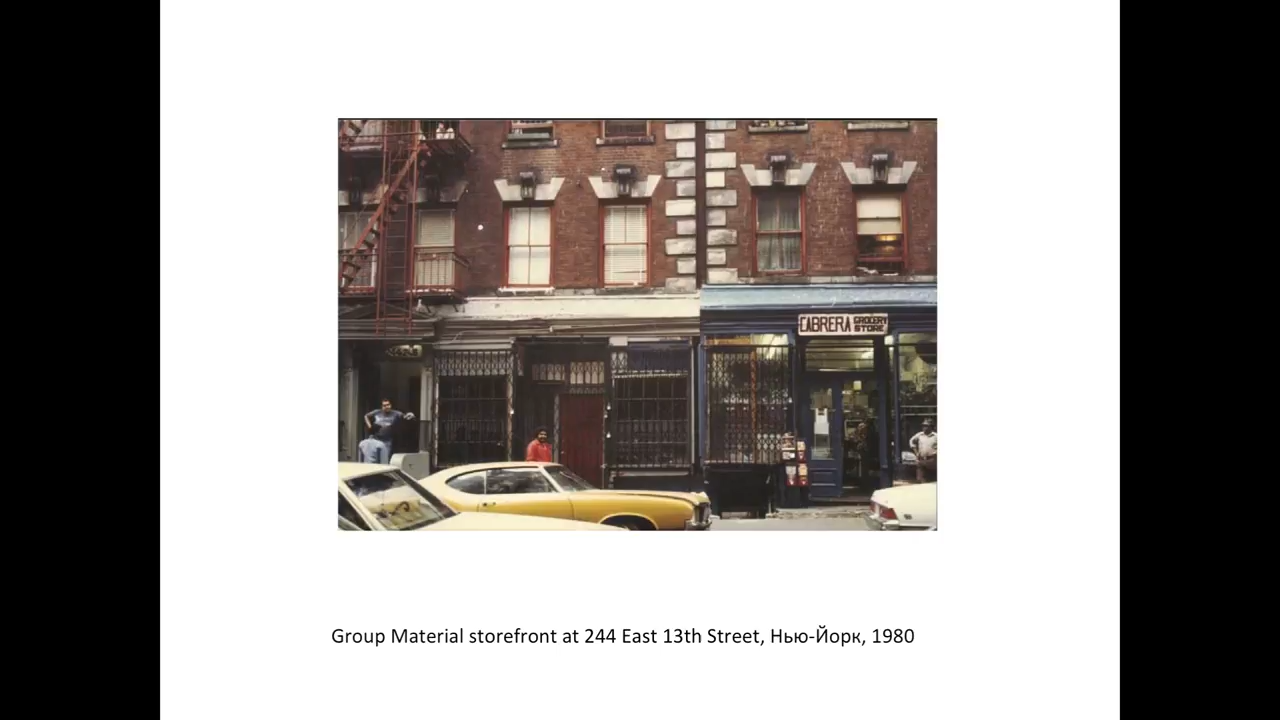 CABRERA GROCERY
STORE
Group Material storefront at 244 East 13th Street, Нью-Йорк, 1980